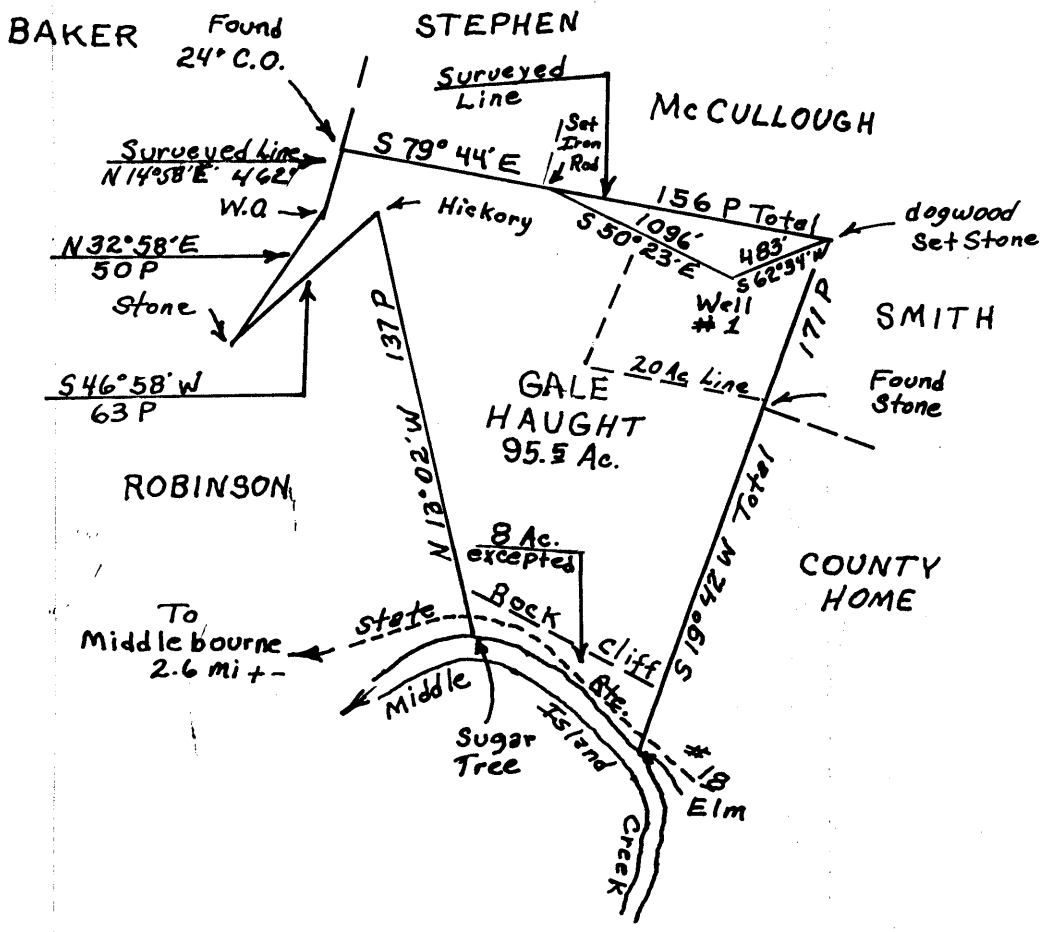 BAKER
Found
24" C.O.
STEPHEN
Surveyed
Line
McCULLOUGH
Set
Iron
Rod
S 79° 44' E
Surveyed Line
N 14° 58' E 462'
W.O
Hickory
156 P Total
dogwood
Set Stone
1096'
S 50° 23' E
483'
S 62° 34' W
Well
#1
N 32° 58' E
50 P
Stone
S 46° 58' W
63 P
137 P
N 13° 02' W
171 P
SMITH
20 Ac Line
Found
Stone
GALE
HAUGHT
95.5 Ac.
ROBINSON
S 19° 42 W Total
8 Ac.
excepted
COUNTY
HOME
To
Middlebourne
2.6 mi + -
State
Rte.
#18
Bock
Cliff
Middle
Island
Creek
Sugar
Tree
Elm